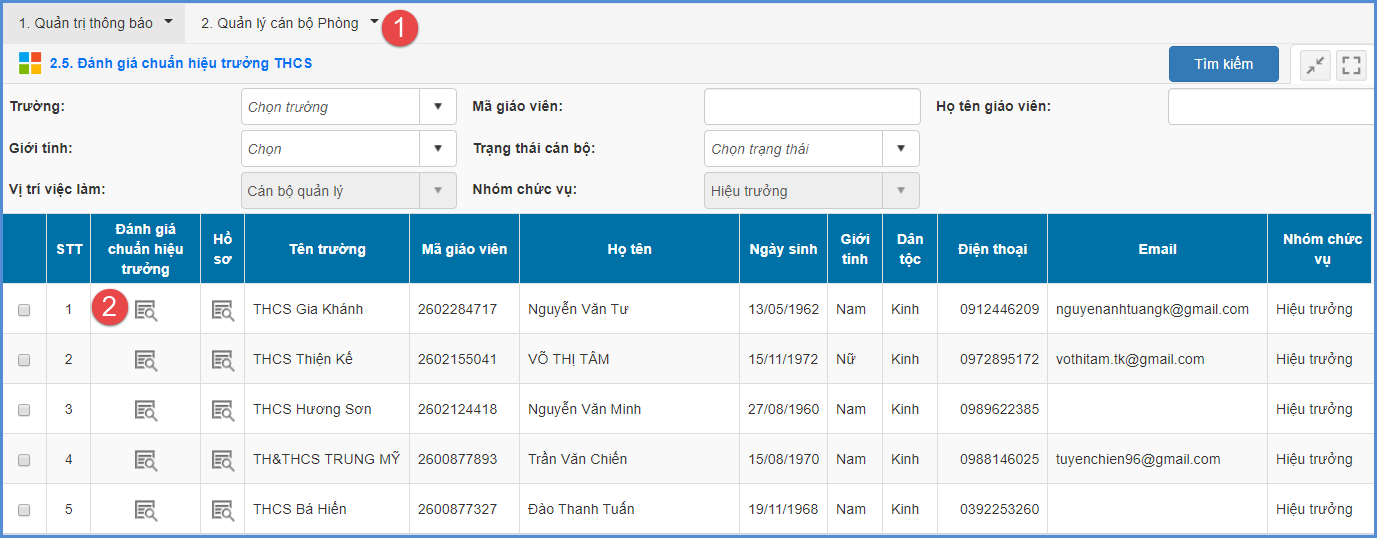 1. Quản trị thông báo 2. Quản lý cán bộ Phòng 1
2.5. Đánh giá chuẩn hiệu trưởng THCS Tìm kiếm
Trường: Chọn trường Mã giáo viên: Họ tên giáo viên:
Giới tính: Chọn Trạng thái cán bộ: Chọn trạng thái
Vị trí việc làm: Cán bộ quản lý Nhóm chức vụ: Hiệu trưởng
STT Đánh giá chuẩn hiệu trưởng Hồ sơ Tên trường Mã giáo viên Họ tên Ngày sinh Giới tính Dân tộc Điện thoại Email Nhóm chức vụ
1 2 THCS Gia Khánh 2602284717 Nguyễn Văn Tư 13/05/1962 Nam Kinh 0912446209 nguyenanhtuangk@gmail.com Hiệu trưởng
2 THCS Thiện Kế 2602155041 VÕ THỊ TÂM 15/11/1972 Nữ Kinh 0972895172 vothitam.tk@gmail.com Hiệu trưởng
3 THCS Hương Sơn 2602124418 Nguyễn Văn Minh 27/08/1960 Nam Kinh 0989622385 Hiệu trưởng
4 TH&THCS TRUNG MỸ 2600877893 Trần Văn Chiến 15/08/1970 Nam Kinh 0988146025 tuyenchien96@gmail.com Hiệu trưởng
5 THCS Bá Hiến 2600877327 Đào Thanh Tuấn 19/11/1968 Nam Kinh 0392253260 Hiệu trưởng